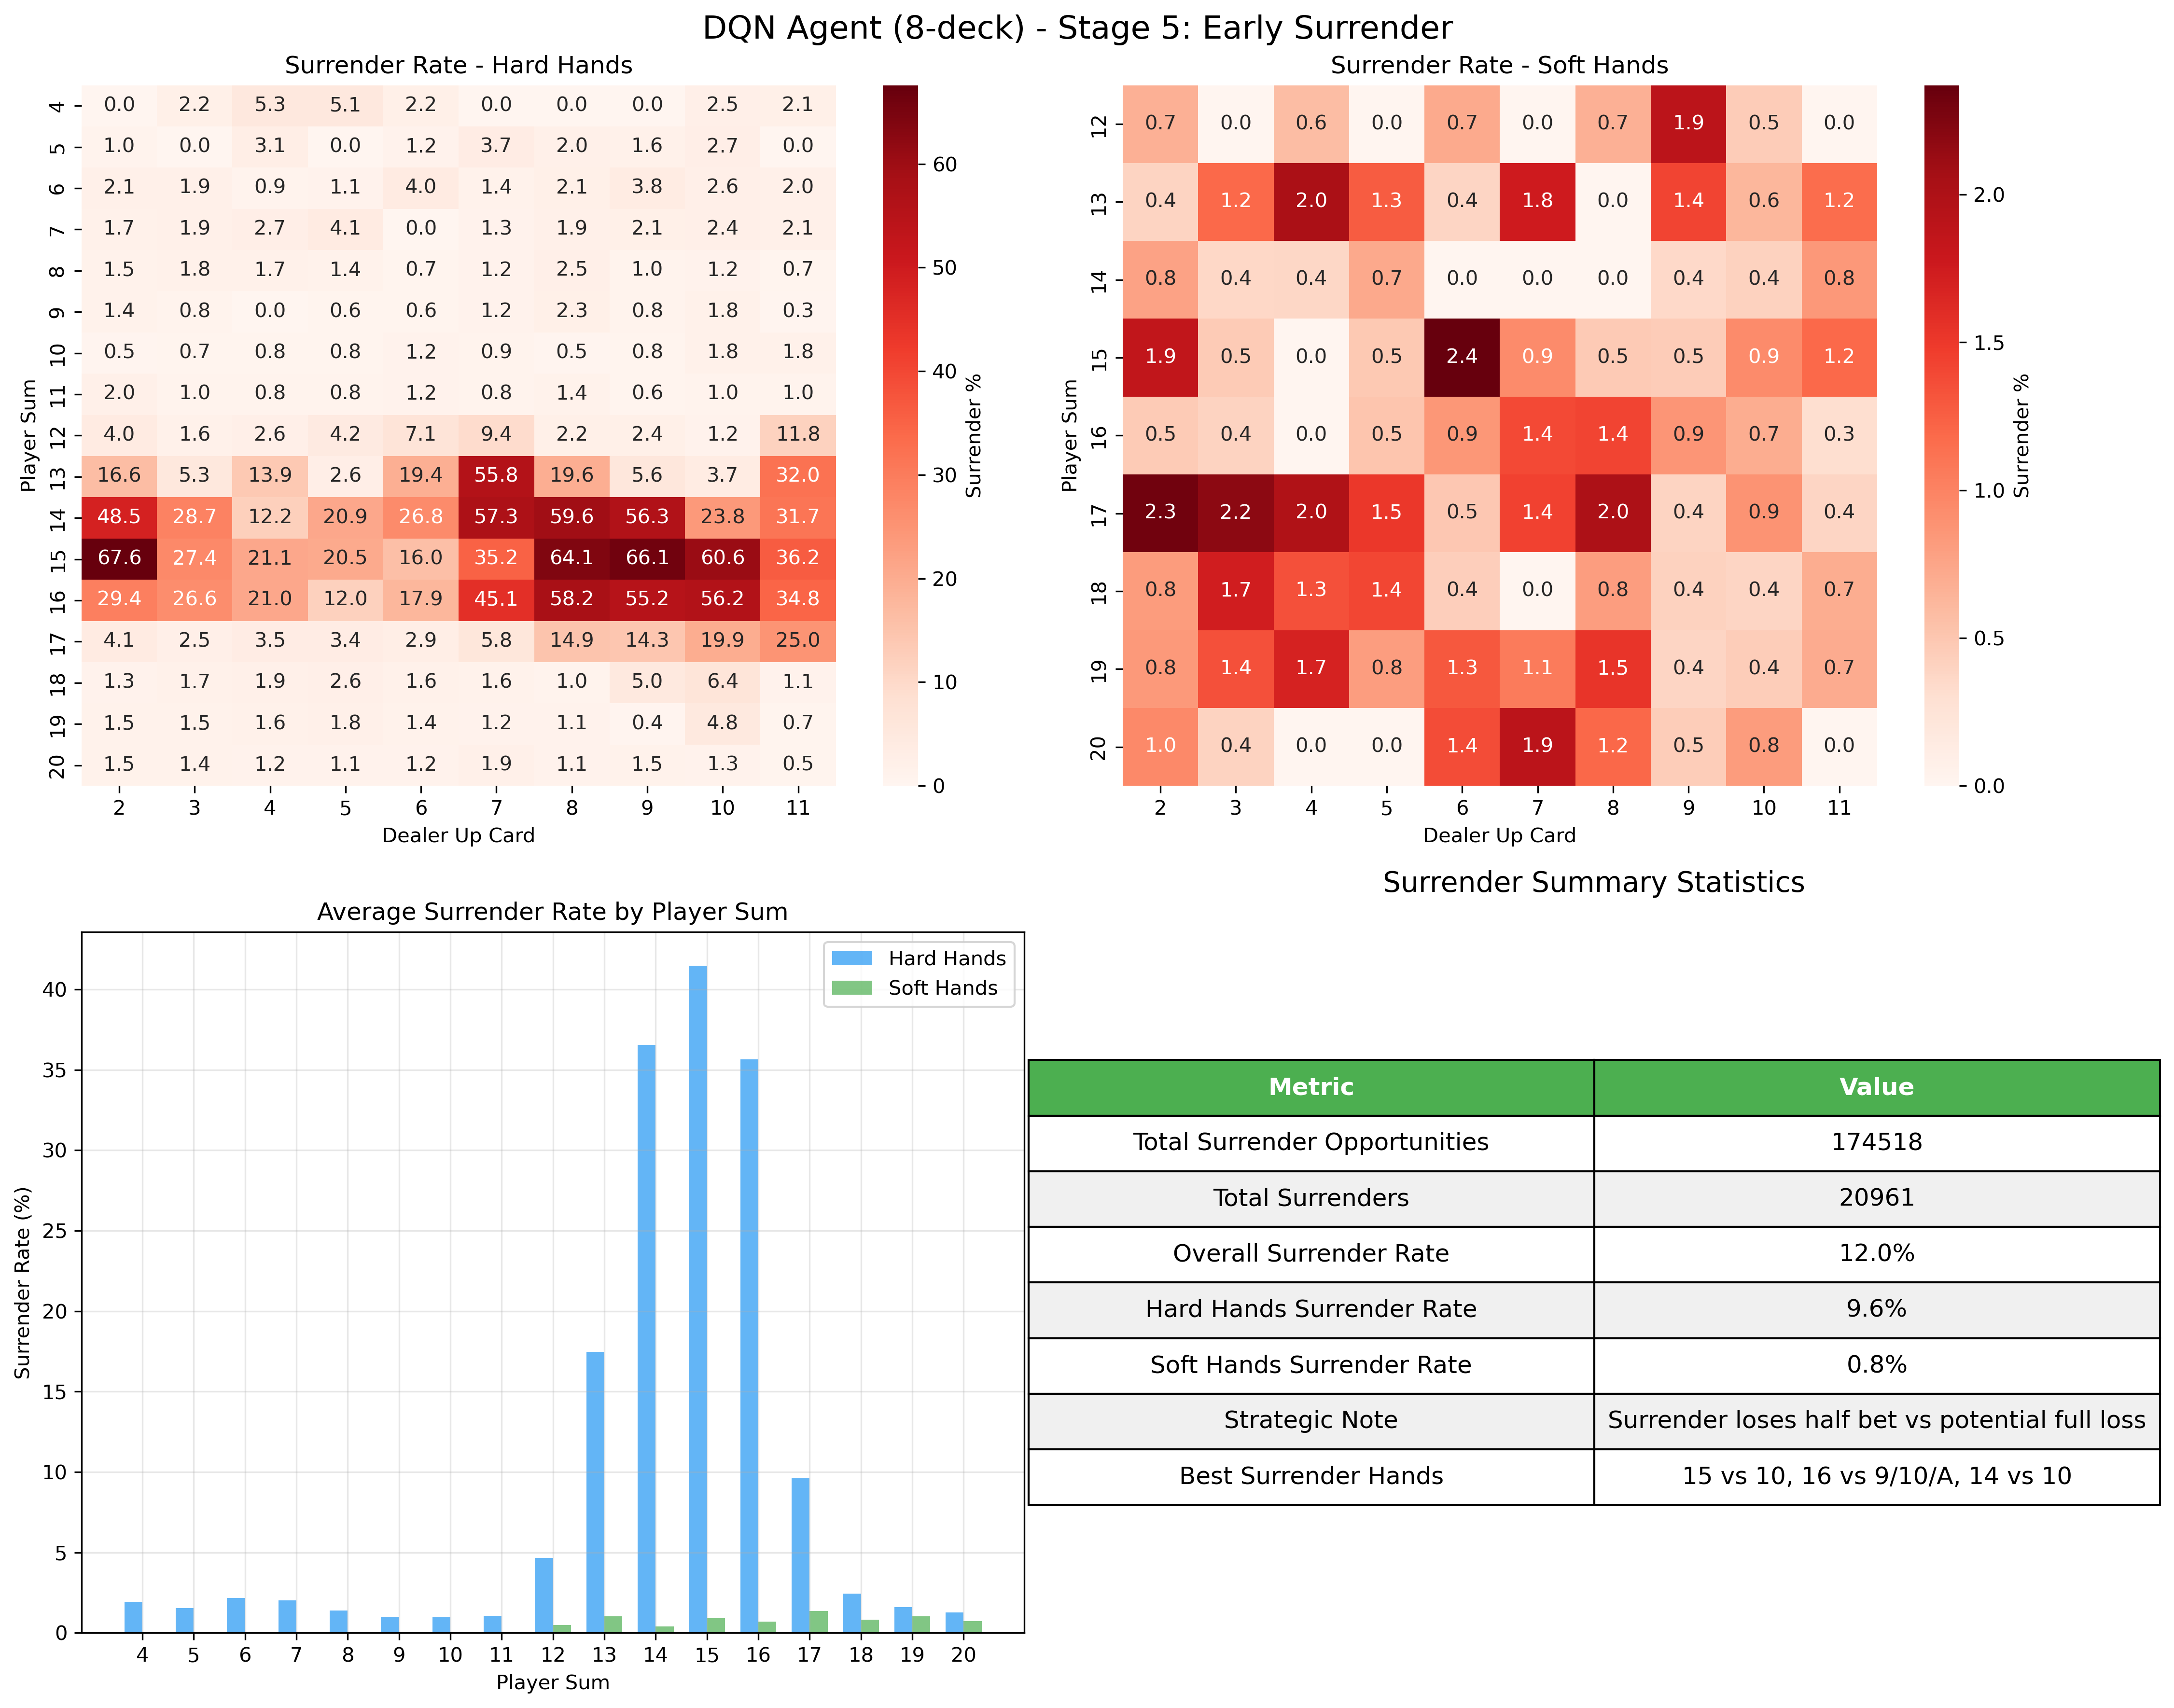 DQN Agent (8-deck) - Stage 5: Early Surrender
Surrender Rate - Hard Hands
4 0.0 2.2 5.3 5.1 2.2 0.0 0.0 0.0 2.5 2.1
5 1.0 0.0 3.1 0.0 1.2 3.7 2.0 1.6 2.7 0.0
6 2.1 1.9 0.9 1.1 4.0 1.4 2.1 3.8 2.6 2.0
7 1.7 1.9 2.7 4.1 0.0 1.3 1.9 2.1 2.4 2.1
8 1.5 1.8 1.7 1.4 0.7 1.2 2.5 1.0 1.2 0.7
9 1.4 0.8 0.0 0.6 0.6 1.2 2.3 0.8 1.8 0.3
10 0.5 0.7 0.8 0.8 1.2 0.9 0.5 0.8 1.8 1.8
11 2.0 1.0 0.8 0.8 1.2 0.8 1.4 0.6 1.0 1.0
12 4.0 1.6 2.6 4.2 7.1 9.4 2.2 2.4 1.2 11.8
13 16.6 5.3 13.9 2.6 19.4 55.8 19.6 5.6 3.7 32.0
14 48.5 28.7 12.2 20.9 26.8 57.3 59.6 56.3 23.8 31.7
15 67.6 27.4 21.1 20.5 16.0 35.2 64.1 66.1 60.6 36.2
16 29.4 26.6 21.0 12.0 17.9 45.1 58.2 55.2 56.2 34.8
17 4.1 2.5 3.5 3.4 2.9 5.8 14.9 14.3 19.9 25.0
18 1.3 1.7 1.9 2.6 1.6 1.6 1.0 5.0 6.4 1.1
19 1.5 1.5 1.6 1.8 1.4 1.2 1.1 0.4 4.8 0.7
20 1.5 1.4 1.2 1.1 1.2 1.9 1.1 1.5 1.3 0.5
2 3 4 5 6 7 8 9 10 11
Dealer Up Card
Player Sum
60
50
40
30
20
10
0
Surrender %
Surrender Rate - Soft Hands
12 0.7 0.0 0.6 0.0 0.7 0.0 0.7 1.9 0.5 0.0
13 0.4 1.2 2.0 1.3 0.4 1.8 0.0 1.4 0.6 1.2
14 0.8 0.4 0.4 0.7 0.0 0.0 0.0 0.4 0.4 0.8
15 1.9 0.5 0.0 0.5 2.4 0.9 0.5 0.5 0.9 1.2
16 0.5 0.4 0.0 0.5 0.9 1.4 1.4 0.9 0.7 0.3
17 2.3 2.2 2.0 1.5 0.5 1.4 2.0 0.4 0.9 0.4
18 0.8 1.7 1.3 1.4 0.4 0.0 0.8 0.4 0.4 0.7
19 0.8 1.4 1.7 0.8 1.3 1.1 1.5 0.4 0.4 0.7
20 1.0 0.4 0.0 0.0 1.4 1.9 1.2 0.5 0.8 0.0
2 3 4 5 6 7 8 9 10 11
Dealer Up Card
Player Sum
2.0
1.5
1.0
0.5
0.0
Surrender %
Average Surrender Rate by Player Sum
Hard Hands
Soft Hands
40
35
30
25
20
15
10
5
0
Surrender Rate (%)
4 5 6 7 8 9 10 11 12 13 14 15 16 17 18 19 20
Player Sum
Surrender Summary Statistics
Metric Value
Total Surrender Opportunities 174518
Total Surrenders 20961
Overall Surrender Rate 12.0%
Hard Hands Surrender Rate 9.6%
Soft Hands Surrender Rate 0.8%
Strategic Note Surrender loses half bet vs potential full loss
Best Surrender Hands 15 vs 10, 16 vs 9/10/A, 14 vs 10